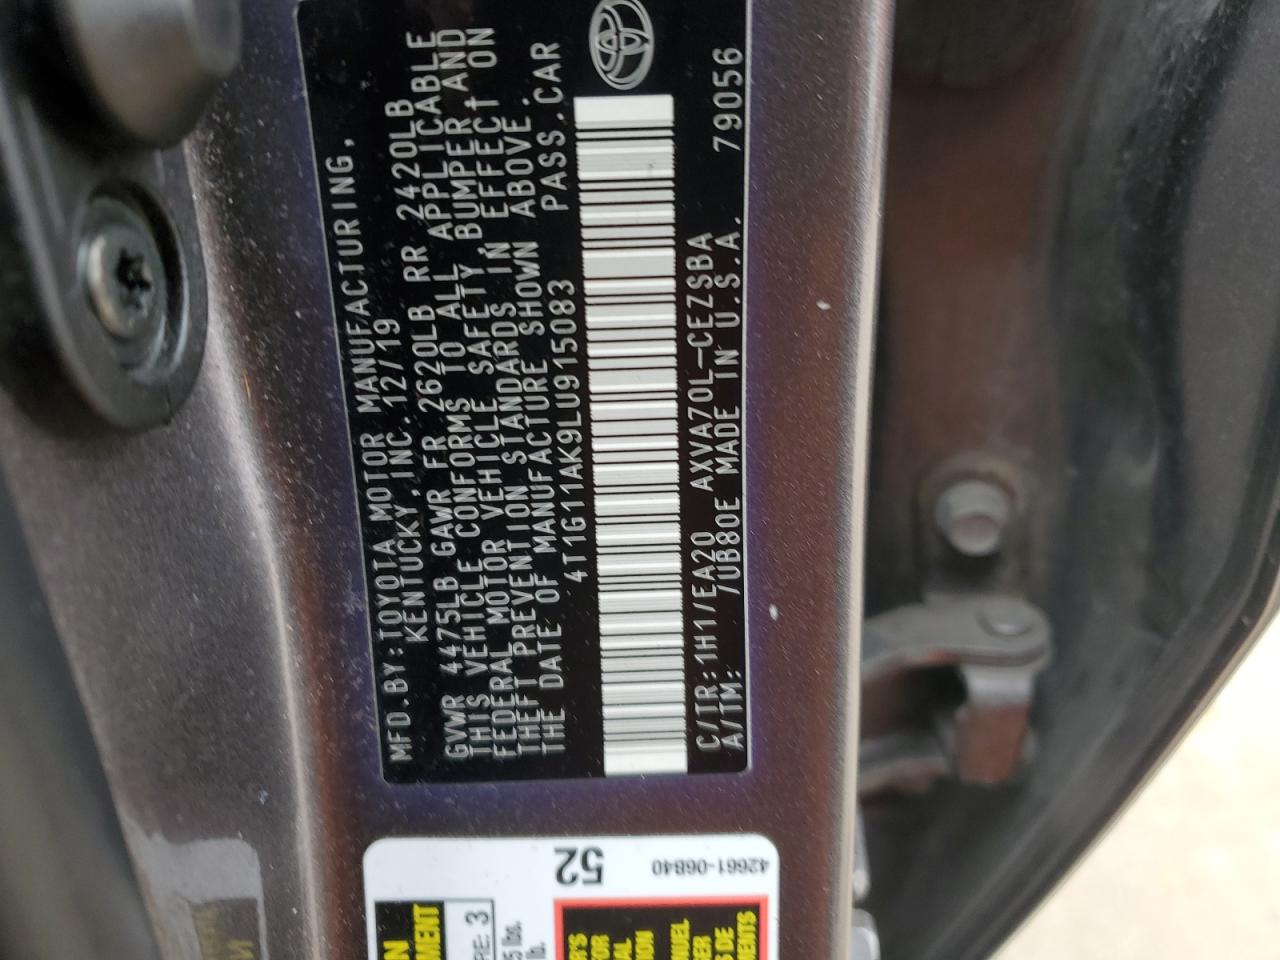 MFD.BY:TOYOTA MOTOR MANUFACTURING,
KENTUCKY,INC. 12/19
GVWR 4475LB GAWR FR 2620LB RR 2420LB
THIS VEHICLE CONFORMS TO ALL APPLICABLE
FEDERAL MOTOR VEHICLE SAFETY,BUMPER,AND
THEFT PREVENTION STANDARDS IN EFFECT ON
THE DATE OF MANUFACTURE SHOWN ABOVE.
4T1G11AK9LU915083 PASS.CAR
C/TR:1H1/EA20 AXVA70L-CEZSBA
A/TM: /UB80E MADE IN U.S.A. 79056
52
42661-06B40
3